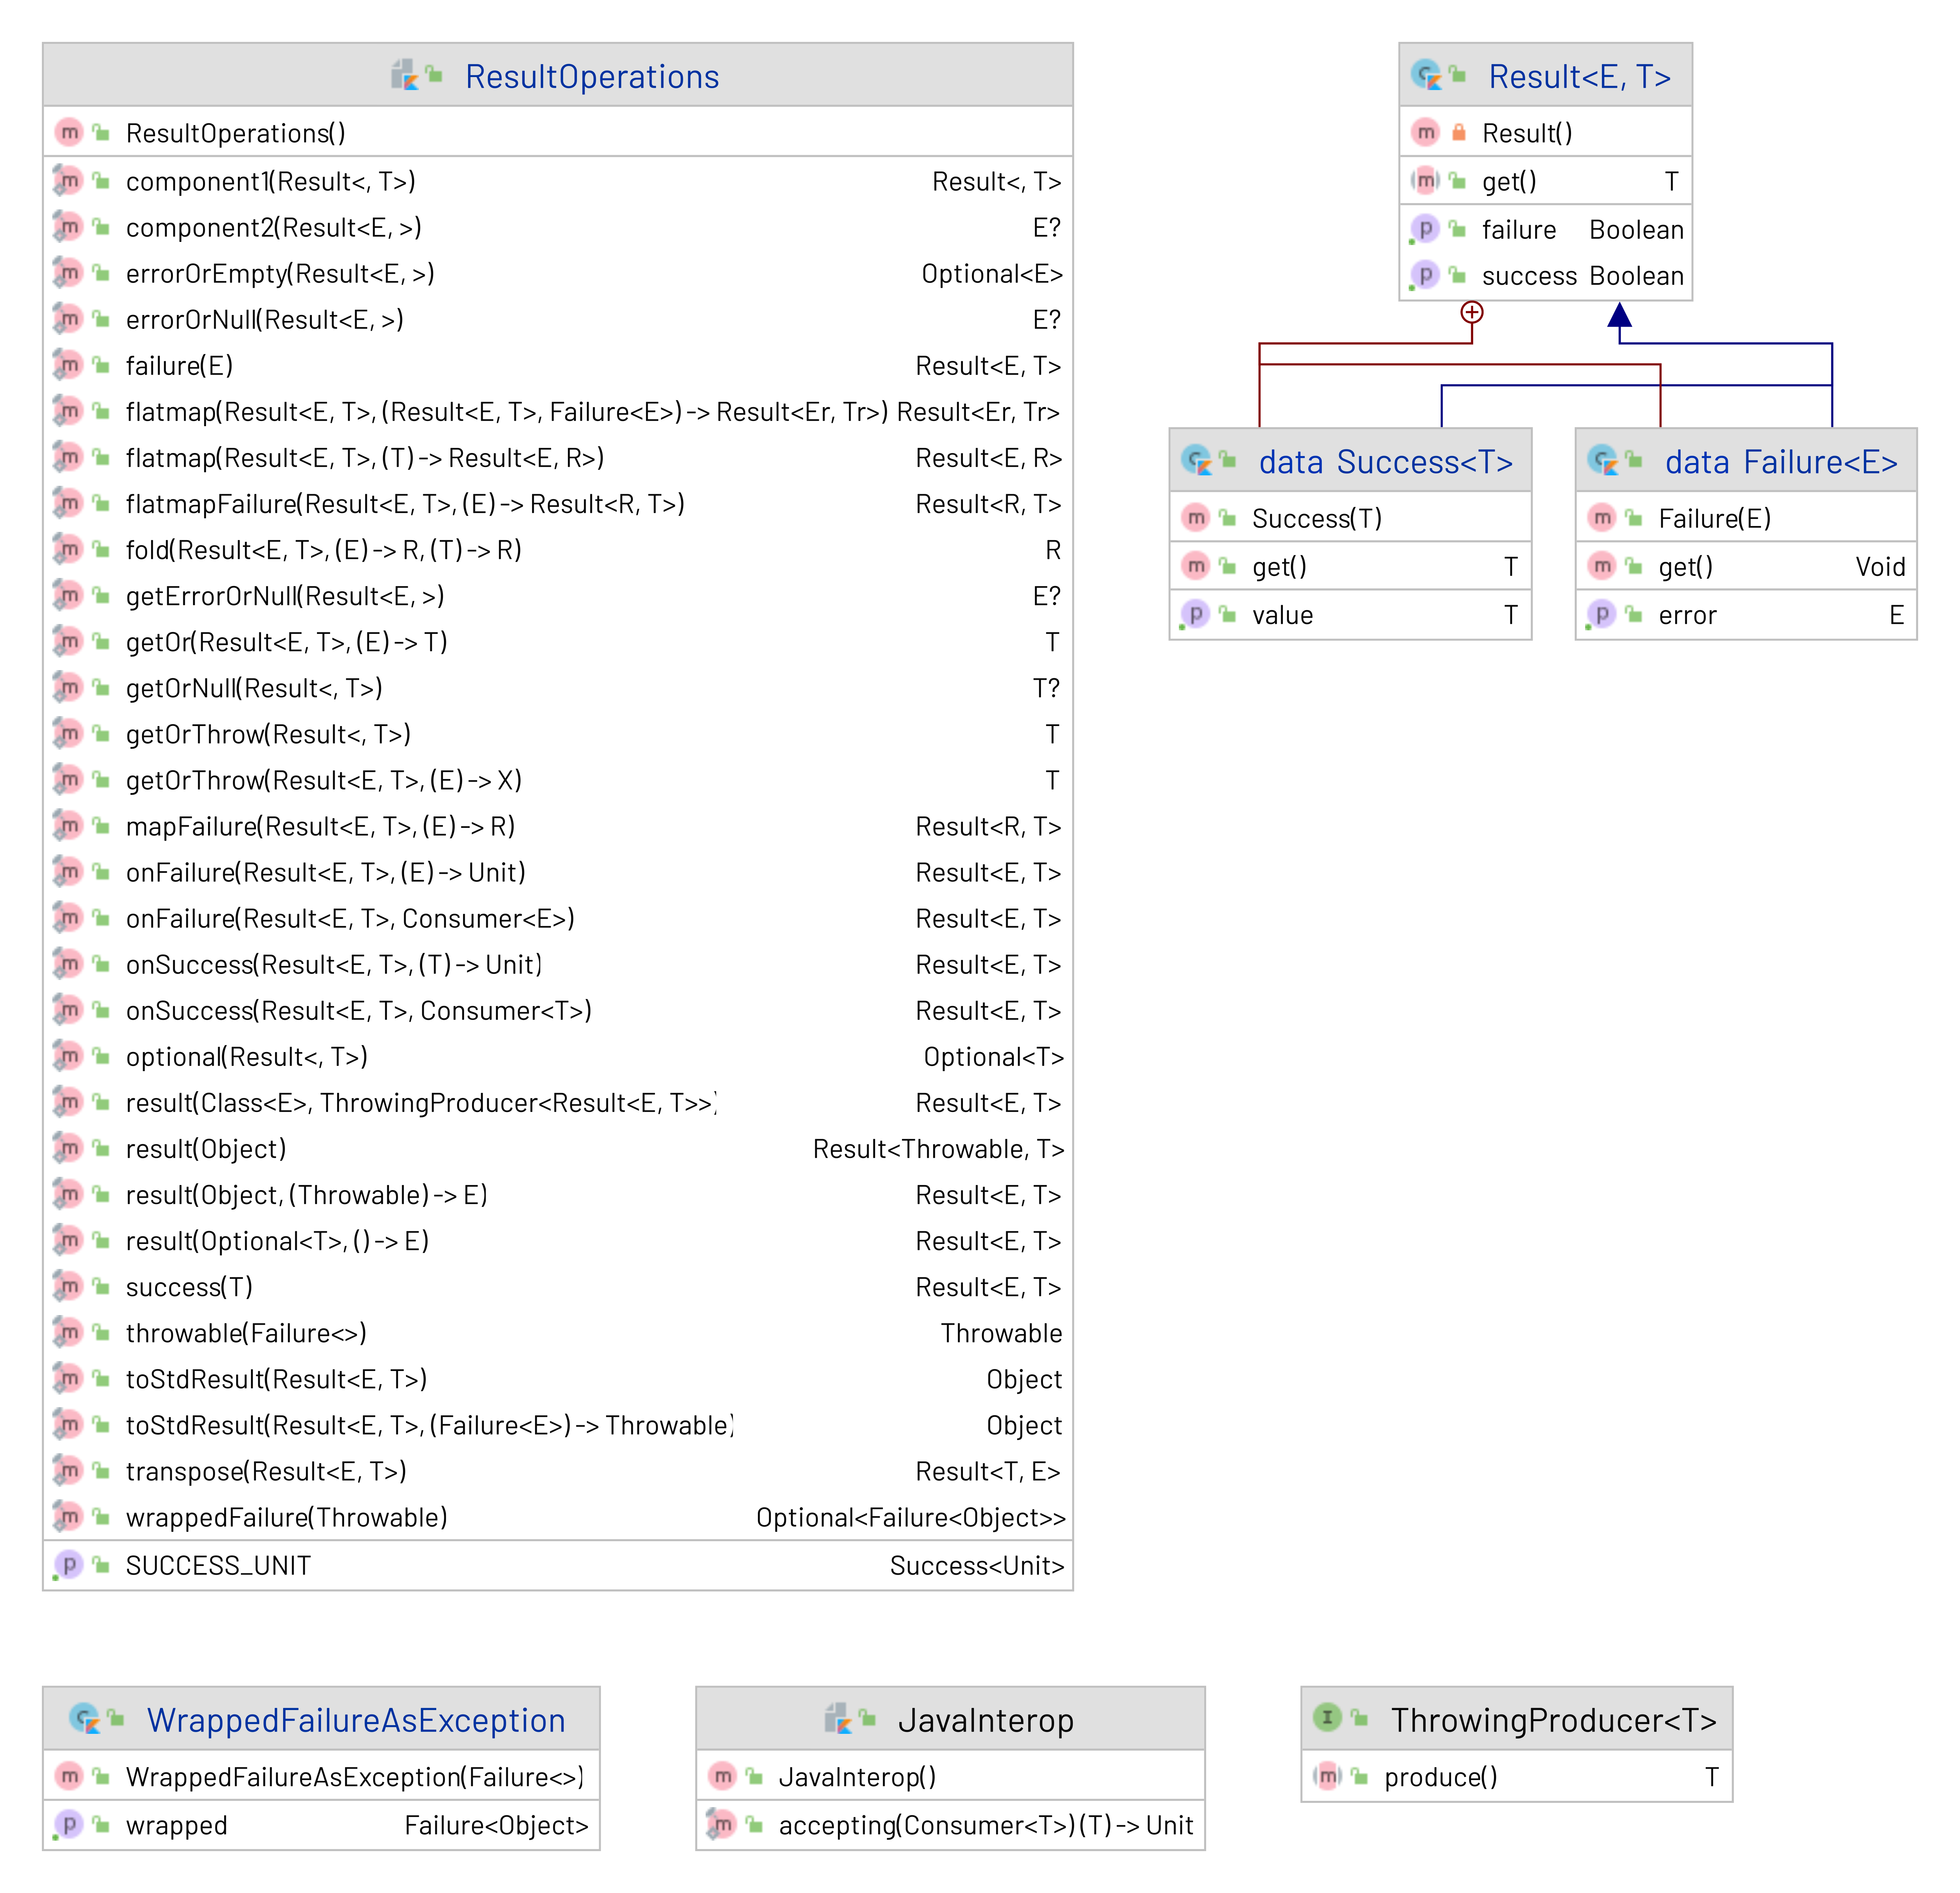 ResultOperations
ResultOperations()
component1(Result<, T>) Result<, T>
component2(Result<E, >) E?
errorOrEmpty(Result<E, >) Optional<E>
errorOrNull(Result<E, >) E?
failure(E) Result<E, T>
flatmap(Result<E, T>, (Result<E, T>, Failure<E>) -> Result<Er, Tr>) Result<Er, Tr>
flatmap(Result<E, T>, (T) -> Result<E, R>) Result<E, R>
flatmapFailure(Result<E, T>, (E) -> Result<R, T>) Result<R, T>
fold(Result<E, T>, (E) -> R, (T) -> R) R
getErrorOrNull(Result<E, >) E?
getOr(Result<E, T>, (E) -> T) T
getOrNull(Result<, T>) T?
getOrThrow(Result<, T>) T
getOrThrow(Result<E, T>, (E) -> X) T
mapFailure(Result<E, T>, (E) -> R) Result<R, T>
onFailure(Result<E, T>, (E) -> Unit) Result<E, T>
onFailure(Result<E, T>, Consumer<E>) Result<E, T>
onSuccess(Result<E, T>, (T) -> Unit) Result<E, T>
onSuccess(Result<E, T>, Consumer<T>) Result<E, T>
optional(Result<, T>) Optional<T>
result(Class<E>, ThrowingProducer<Result<E, T>>) Result<E, T>
result(Object) Result<Throwable, T>
result(Object, (Throwable) -> E) Result<E, T>
result(Optional<T>, () -> E) Result<E, T>
success(T) Result<E, T>
throwable(Failure<>) Throwable
toStdResult(Result<E, T>) Object
toStdResult(Result<E, T>, (Failure<E>) -> Throwable) Object
transpose(Result<E, T>) Result<T, E>
wrappedFailure(Throwable) Optional<Failure<Object>>
SUCCESS_UNIT Success<Unit>
Result<E, T>
Result()
get() T
failure Boolean
success Boolean
data Success<T>
Success(T)
get() T
value T
data Failure<E>
Failure(E)
get() Void
error E
WrappedFailureAsException
WrappedFailureAsException(Failure<>)
wrapped Failure<Object>
JavaInterop
JavaInterop()
accepting(Consumer<T>) (T) -> Unit
ThrowingProducer<T>
produce() T